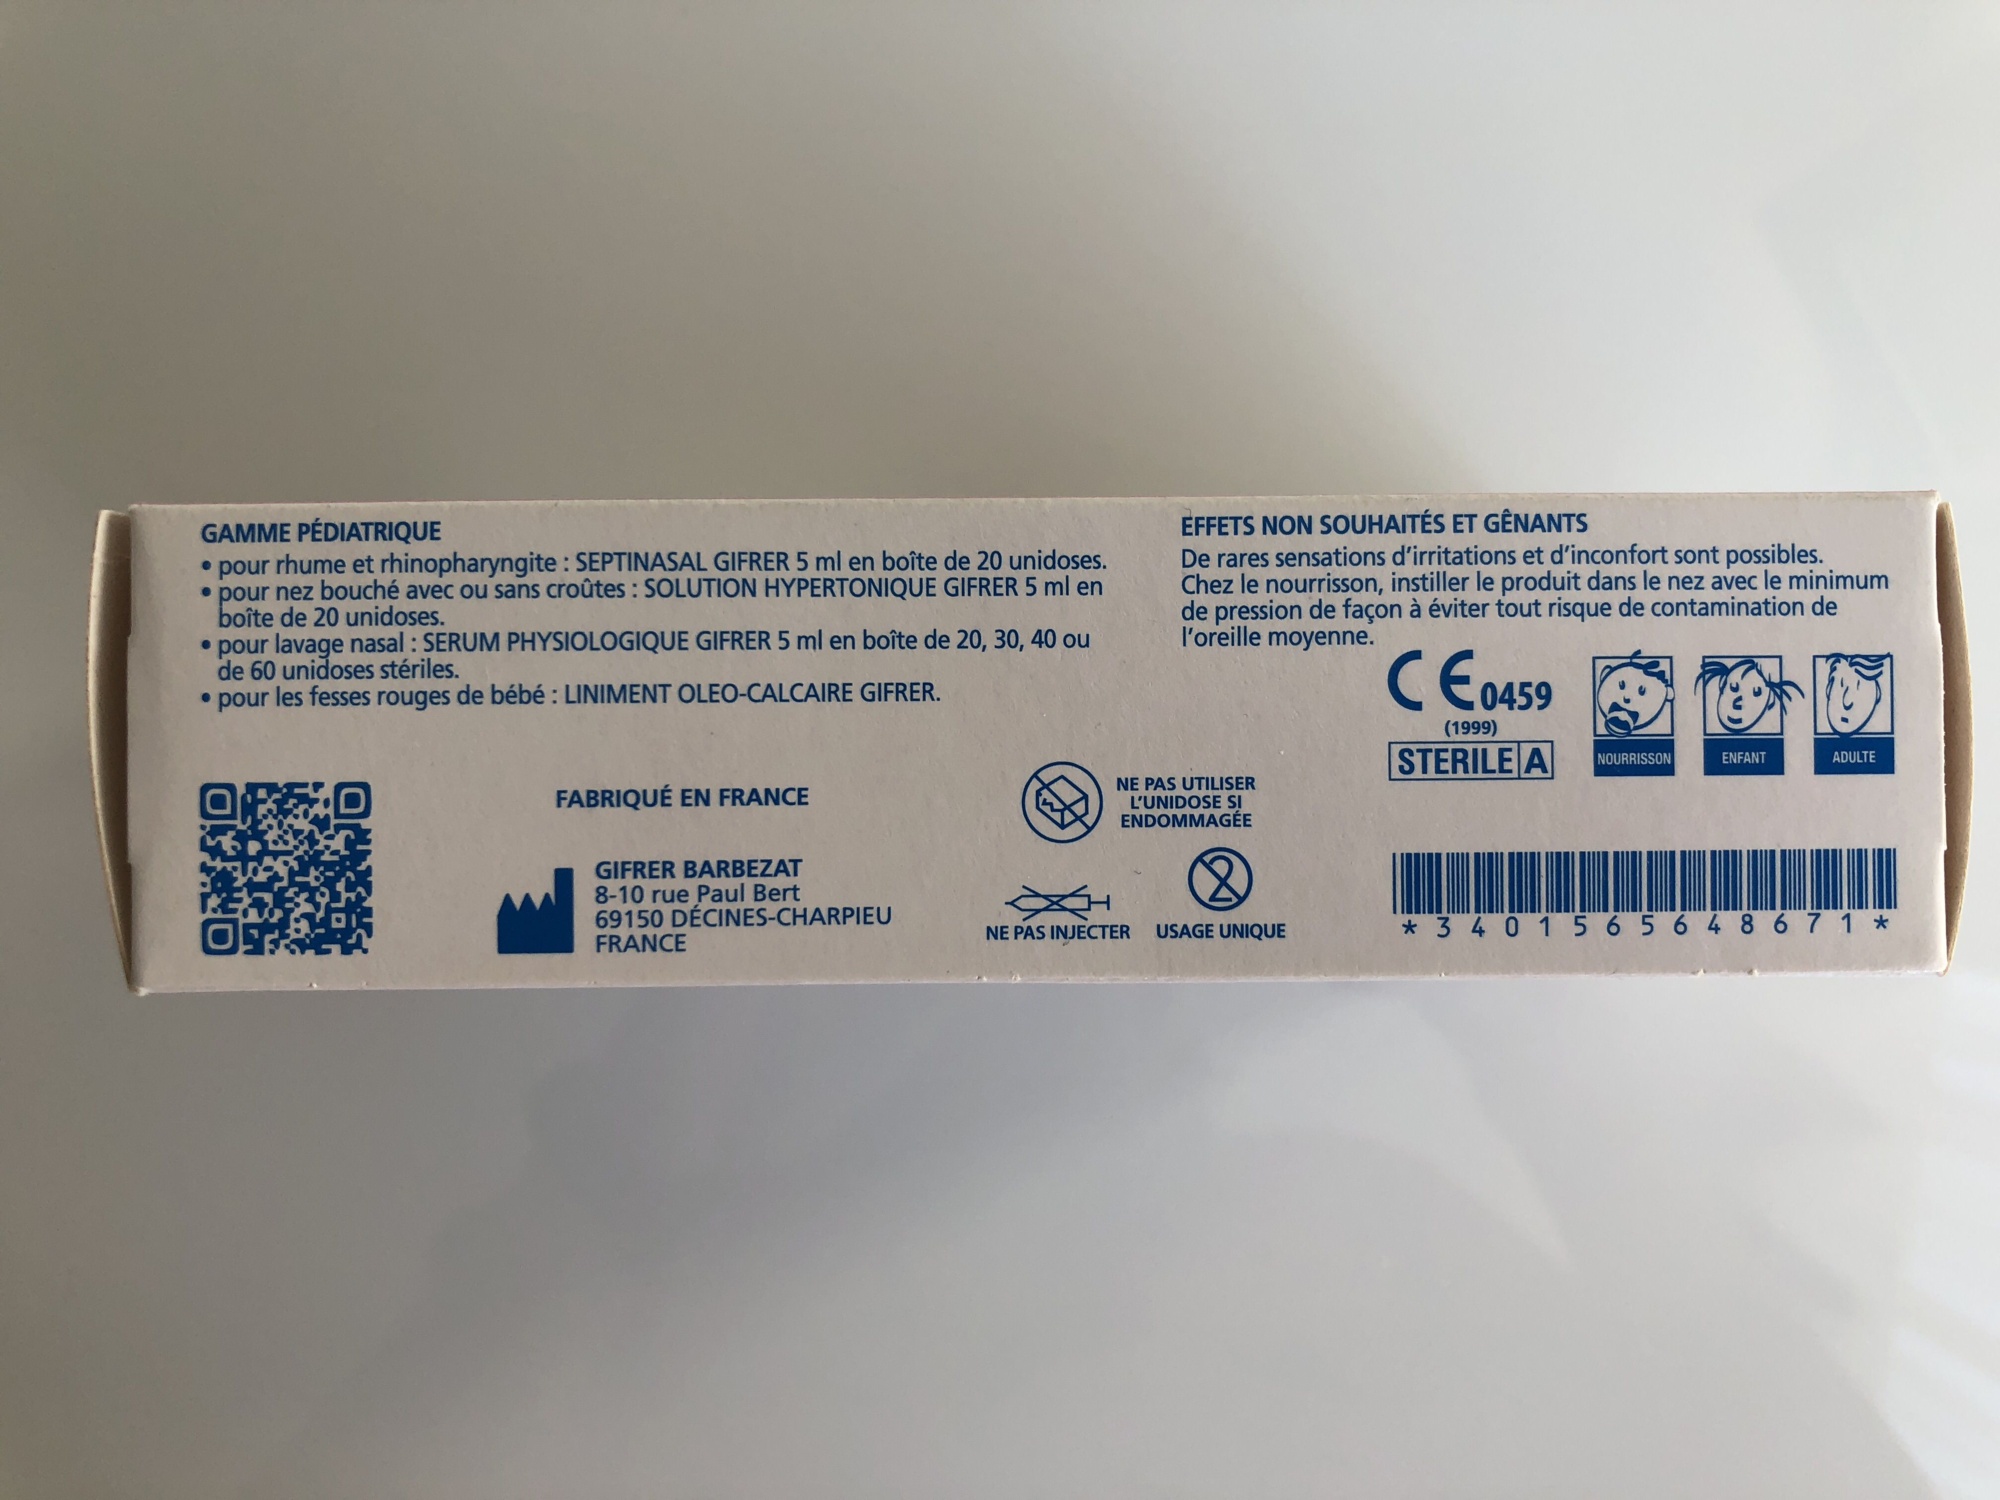 GAMME PÉDIATRIQUE
• pour rhume et rhinopharyngite : SEPTINASAL GIFRER 5 ml en boîte de 20 unidoses.
• pour nez bouché avec ou sans croûtes : SOLUTION HYPERTONIQUE GIFRER 5 ml en
boîte de 20 unidoses.
• pour lavage nasal : SERUM PHYSIOLOGIQUE GIFRER 5 ml en boîte de 20, 30, 40 ou
de 60 unidoses stériles.
• pour les fesses rouges de bébé : LINIMENT OLEO-CALCAIRE GIFRER.
EFFETS NON SOUHAITÉS ET GÊNANTS
De rares sensations d'irritations et d'inconfort sont possibles.
Chez le nourrisson, instiller le produit dans le nez avec le minimum
de pression de façon à éviter tout risque de contamination de
l'oreille moyenne.
CE 0459
(1999)
STERILE A
NOURRISSON
ENFANT
ADULTE
FABRIQUÉ EN FRANCE
GIFRER BARBEZAT
8-10 rue Paul Bert
69150 DÉCINES-CHARPIEU
FRANCE
NE PAS UTILISER
L'UNIDOSE SI
ENDOMMAGÉE
NE PAS INJECTER
2
USAGE UNIQUE
*3401565648671*